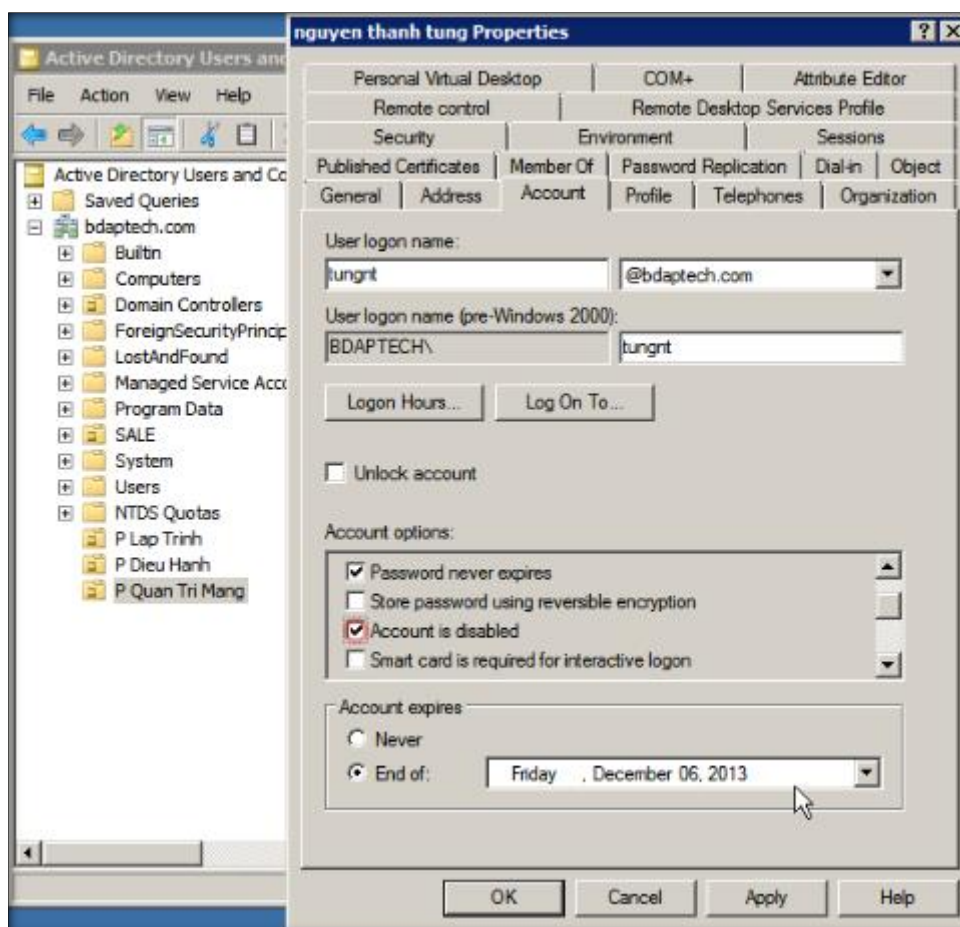 nguyen thanh tung Properties
Active Directory Users and
File Action View Help
Active Directory Users and Co
Saved Queries
bdaptech.com
Builtin
Computers
Domain Controllers
ForeignSecurityPrincip
LostAndFound
Managed Service Acco
Program Data
SALE
System
Users
NTDS Quotas
P Lap Trinh
P Dieu Hanh
P Quan Tri Mang
Personal Virtual Desktop COM+ Attribute Editor
Remote control Remote Desktop Services Profile
Security Environment Sessions
Published Certificates Member Of Password Replication Dial-in Object
General Address Account Profile Telephones Organization
User logon name:
tungnt @bdaptech.com
User logon name (pre-Windows 2000):
BDAPTECH\ tungnt
Logon Hours... Log On To...
Unlock account
Account options:
Password never expires
Store password using reversible encryption
Account is disabled
Smart card is required for interactive logon
Account expires
Never
End of: Friday , December 06, 2013
OK Cancel Apply Help